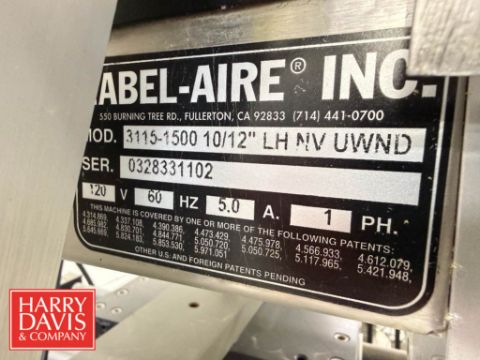 LABEL-AIRE® INC.
550 BURNING TREE RD., FULLERTON, CA 92833 (714) 441-0700
MOD. 3115-1500 10/12" LH NV UWND
SER. 0328331102
120 V 60 HZ 5.0 A. 1 PH.
THIS MACHINE IS COVERED BY ONE OR MORE OF THE FOLLOWING PATENTS:
4.314.869, 4.337.108, 4.390.386, 4.473.429, 4.475.978, 4.566.933, 4.612.079,
4.685.982, 4.830.701, 4.844.771, 5.050.720, 5.050.725, 5.117.965, 5.421.948,
5.645.669, 5.824.183, 5.853.530, 5.971.051
OTHER U.S. AND FOREIGN PATENTS PENDING
HARRY
DAVIS
& COMPANY